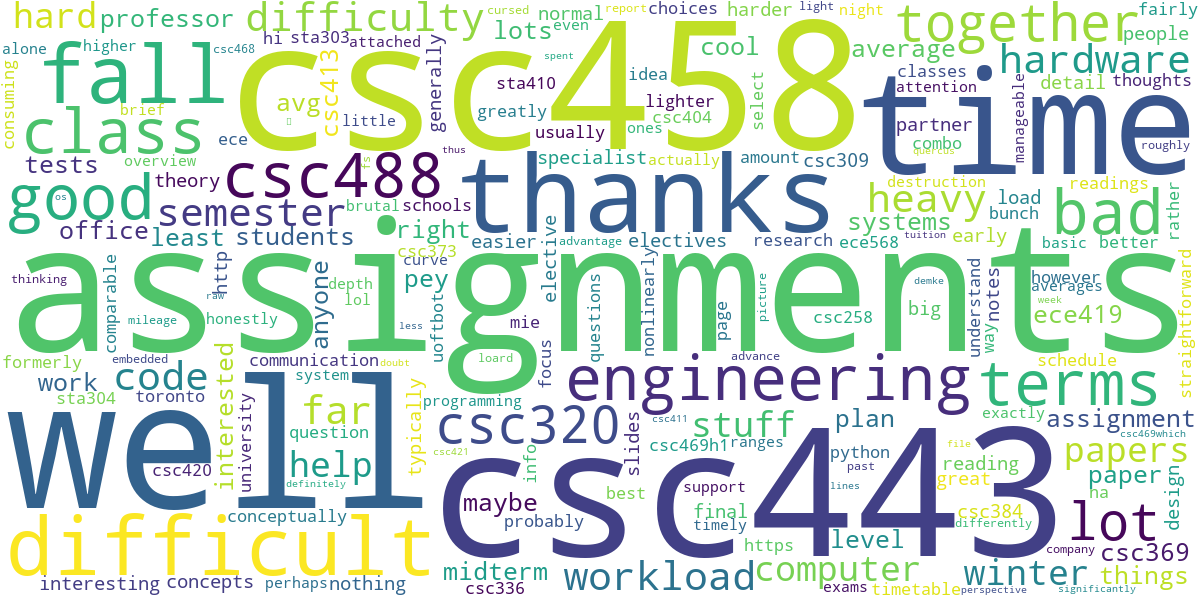 hard
professor
difficulty
cursed
report
normal
choices
harder
light
night
together
fairly
people
alone
higher
csc468
hi
sta303
attached
lots
even
spent
cool
average
hardware
fall
csc458
time
consuming
class
brief
avg
csc413
generally
little
sta410
greatly
idea
lighter
csc404
select
classes
attention
detail
thoughts
manageable
ece
usually
ones
partner
combo
quercus
roughly
tests
overview
theory
csc488
thus
fs
thanks
specialist
actually
amount
csc309
good
os
semester
brutal
schools
heavy
destruction
load
bunch
readings
bad
rather
office
least
students
right
csc373
curve
easier
advantage
elective
electives
research
ece568
systems
tuition
early
basic
better
thinking
comparable
http
anyone
depth
lol
pey
uoftbot
assignments
mie
focus
questions
nonlinearly
page
picture
demke
csc258
big
understand
notes
way
however
averages
week
ece419
straightforward
raw
mileage
honestly
less
loard
formerly
embedded
communication
doubt
advance
schedule
work
code
system
programming
engineering
terms
sta304
toronto
interested
university
far
typically
csc320
csc411
stuff
plan
exactly
assignment
well
question
csc420
help
definitely
csc421
info
slides
csc469h1
ranges
python
file
reading
csc469which
papers
past
great
paper
best
support
lines
csc443
maybe
ha
design
conceptually
probably
final
timely
csc384
differently
lot
difficult
https
level
company
csc369
interesting
concepts
perhaps
nothing
midterm
csc336
workload
computer
exams
timetable
winter
perspective
things
significantly